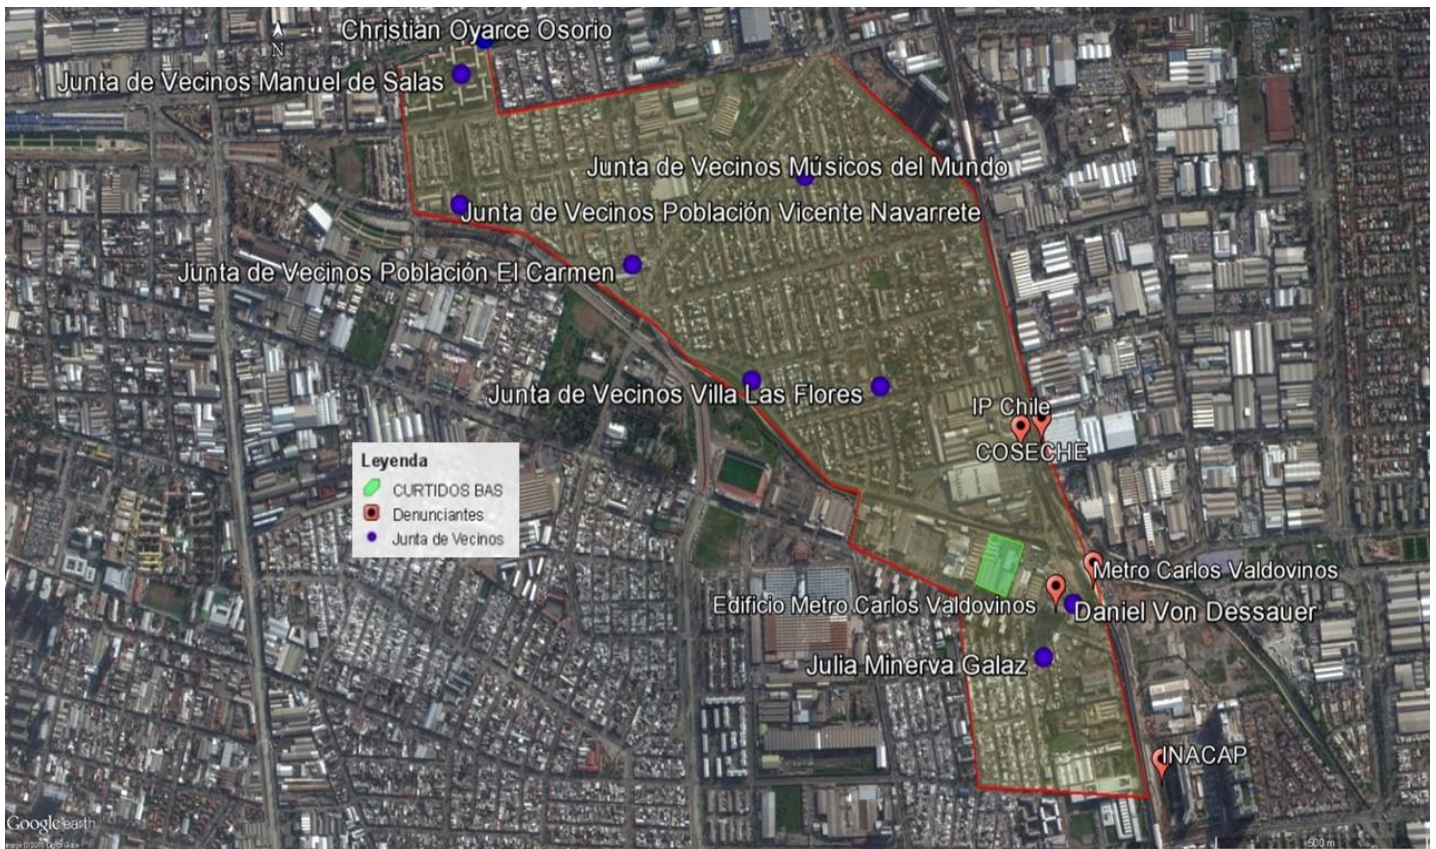 Christian Oyarce Osorio
N
Junta de Vecinos Manuel de Salas
Junta de Vecinos Músicos del Mundo
Junta de Vecinos Población Vicente Navarrete
Junta de Vecinos Población El Carmen
Junta de Vecinos Villa Las Flores
IP Chile
COSECHE
Leyenda
CURTIDOS BAS
Denunciantes
Junta de Vecinos
Metro Carlos Valdovinos
Edificio Metro Carlos Valdovinos
Daniel Von Dessauer
Julia Minerva Galaz
INACAP
Google earth
500 m